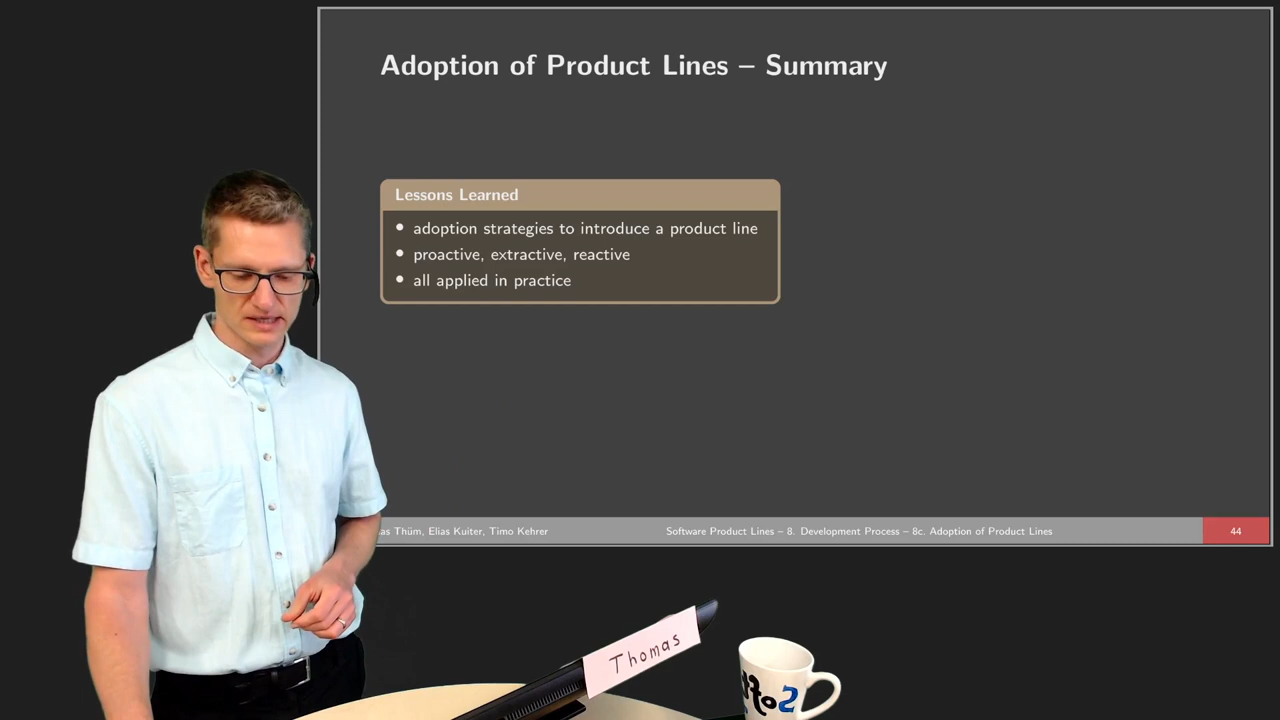 Adoption of Product Lines – Summary
Lessons Learned
• adoption strategies to introduce a product line
• proactive, extractive, reactive
• all applied in practice
as Thüm, Elias Kuiter, Timo Kehrer
Software Product Lines – 8. Development Process – 8c. Adoption of Product Lines
44
Thomas